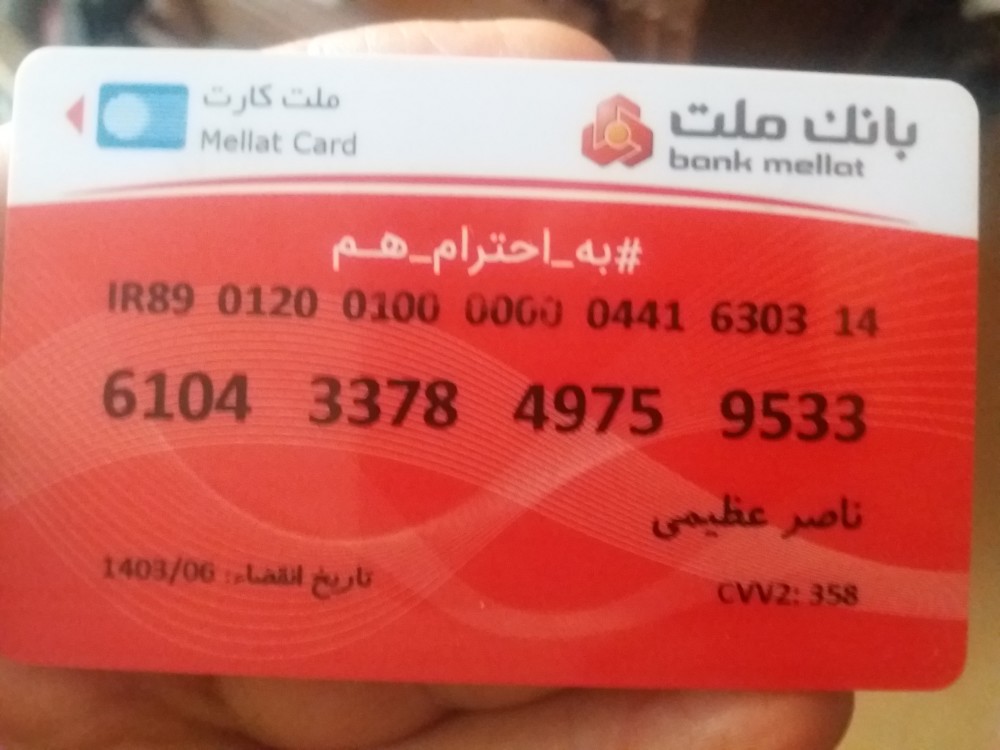 ملت کارت
Mellat Card
بانك ملت
bank mellat
#به_احترام_هم
IR89 0120 0100 0000 0441 6303 14
6104 3378 4975 9533
ناصر عظیمی
تاریخ انقضاء: 1403/06
CVV2: 358